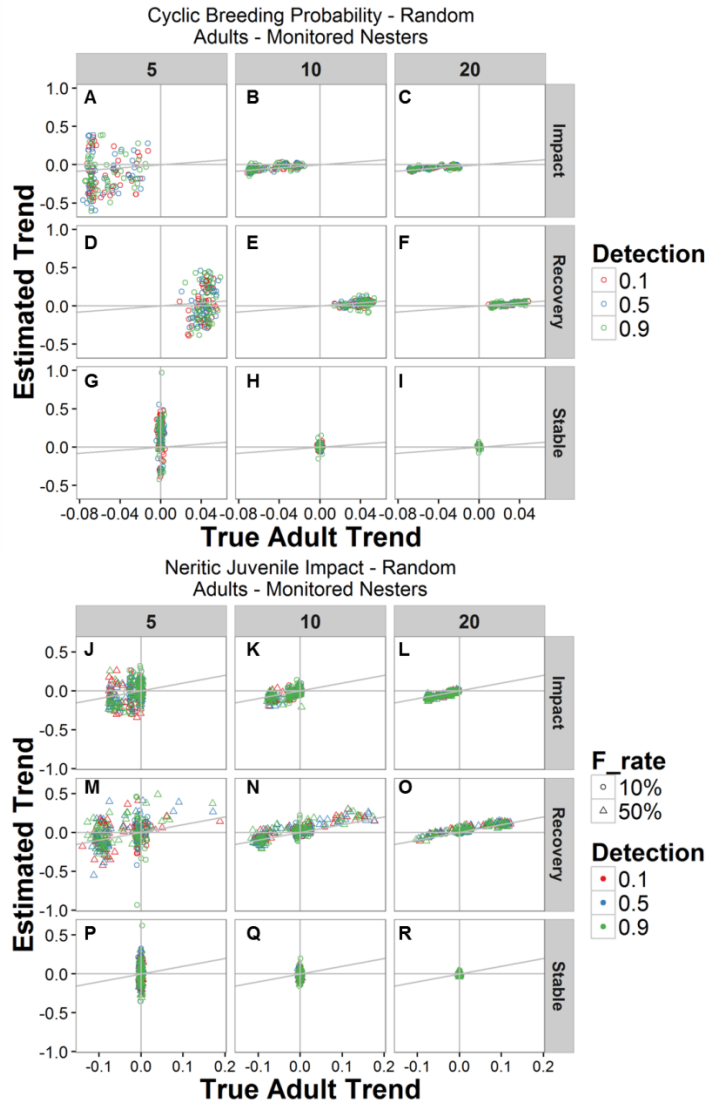 Cyclic Breeding Probability - Random
Adults - Monitored Nesters
5 10 20
A B C
1.0
0.5
0.0
-0.5
Impact
D E F
1.0
0.5
0.0
-0.5
Recovery
G H I
1.0
0.5
0.0
-0.5
Stable
Estimated Trend
-0.08 -0.04 0.00 0.04 -0.08 -0.04 0.00 0.04 -0.08 -0.04 0.00 0.04
True Adult Trend
Detection
0.1
0.5
0.9
Neritic Juvenile Impact - Random
Adults - Monitored Nesters
5 10 20
J K L
0.5
0.0
-0.5
-1.0
Impact
M N O
0.5
0.0
-0.5
-1.0
Recovery
P Q R
0.5
0.0
-0.5
-1.0
Stable
Estimated Trend
-0.1 0.0 0.1 0.2 -0.1 0.0 0.1 0.2 -0.1 0.0 0.1 0.2
True Adult Trend
F_rate
10%
50%
Detection
0.1
0.5
0.9